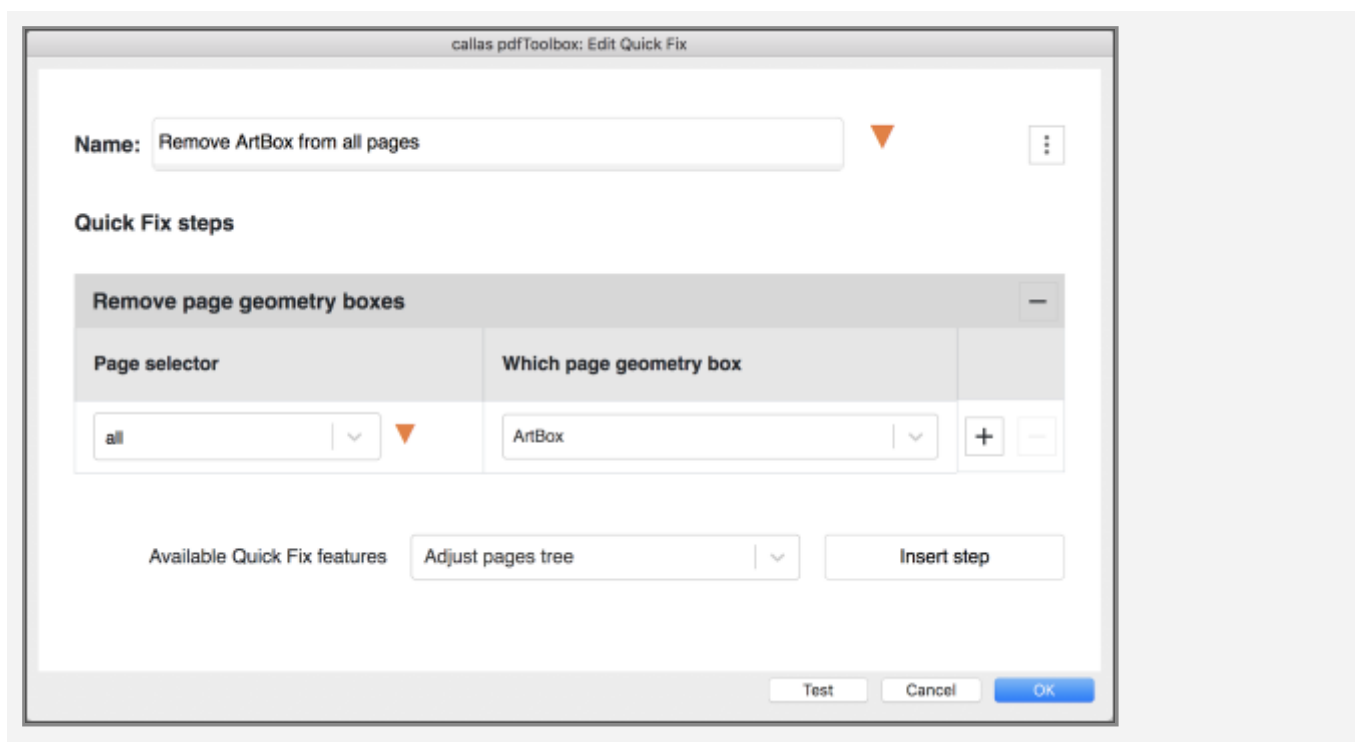 callas pdfToolbox: Edit Quick Fix
Name: Remove ArtBox from all pages
Quick Fix steps
Remove page geometry boxes
Page selector Which page geometry box
all ArtBox
Available Quick Fix features Adjust pages tree Insert step
Test Cancel OK